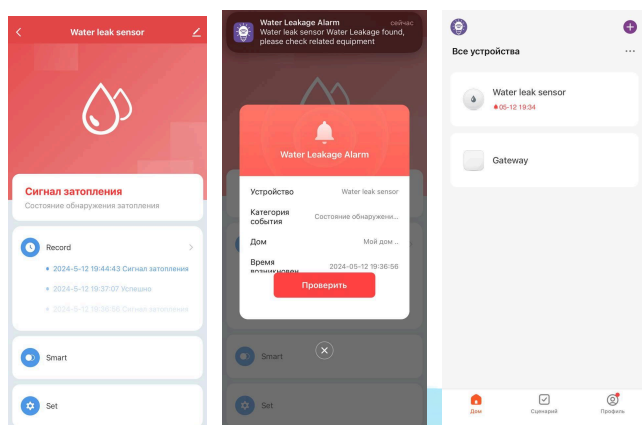 Water leak sensor
Сигнал затопления
Состояние обнаружения затопления
Record
2024-5-12 19:44:43 Сигнал затопления
2024-5-12 19:37:07 Успешно
2024-5-12 19:36:56 Сигнал затопления
Smart
Set
Water Leakage Alarm
сейчас
Water leak sensor Water Leakage found,
please check related equipment
Water Leakage Alarm
Устройство
Water leak sensor
Категория
события
Состояние обнаружени...
Дом
Мой дом ..
Время
возникновен
2024-05-12 19:36:56
Проверить
Smart
Set
Все устройства
Water leak sensor
05-12 19:34
Gateway
Дом
Сценарий
Профиль